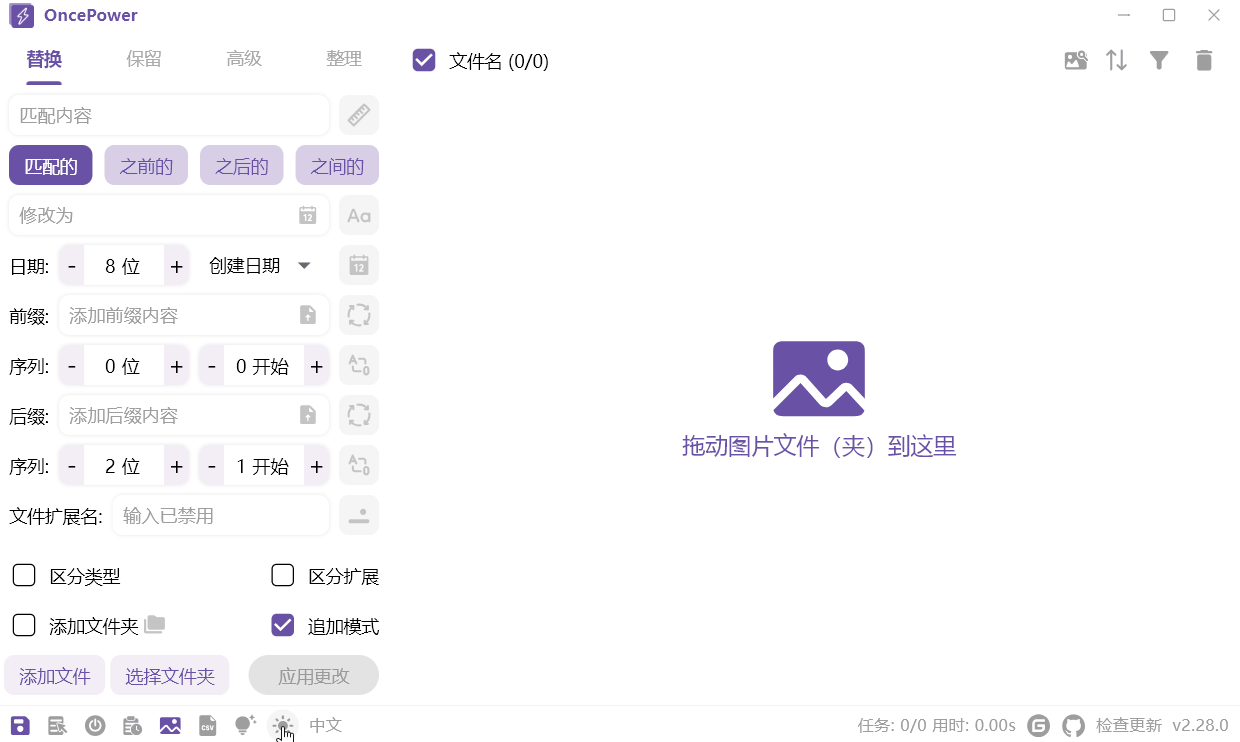 OncePower
替换 保留 高级 整理
文件名 (0/0)
匹配内容
匹配的 之前的 之后的 之间的
修改为 12 Aa
日期: - 8 位 + 创建日期 12
前缀: 添加前缀内容
序列: - 0 位 + - 0 开始 + A 0
后缀: 添加后缀内容
序列: - 2 位 + - 1 开始 + A 0
文件扩展名: 输入已禁用
区分类型 区分扩展
添加文件夹 追加模式
添加文件 选择文件夹 应用更改
拖动图片文件（夹）到这里
CSV 中文 任务: 0/0 用时: 0.00s G 检查更新 v2.28.0